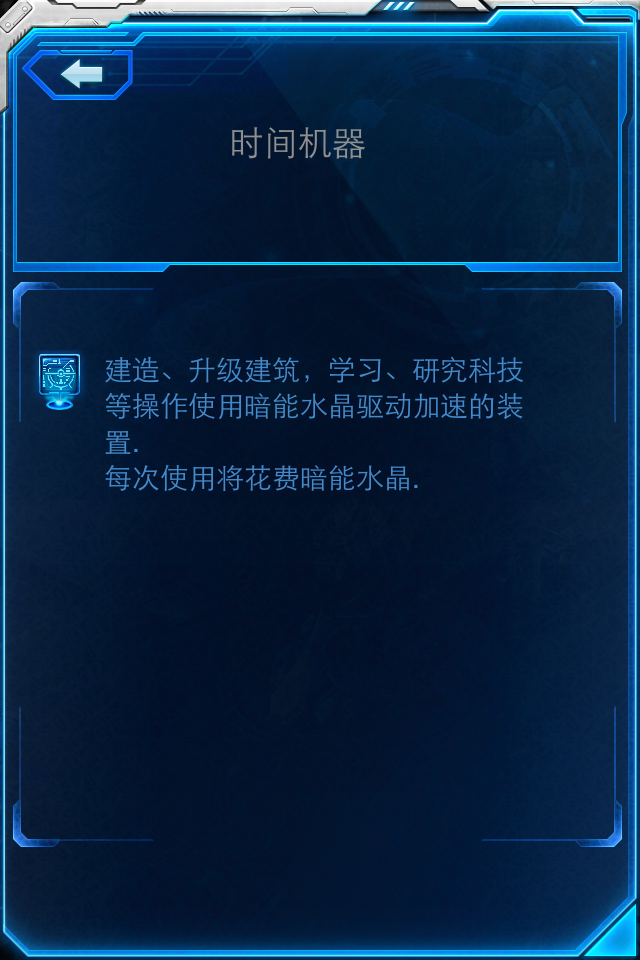 时间机器
建造、升级建筑，学习、研究科技
等操作使用暗能水晶驱动加速的装
置.
每次使用将花费暗能水晶.